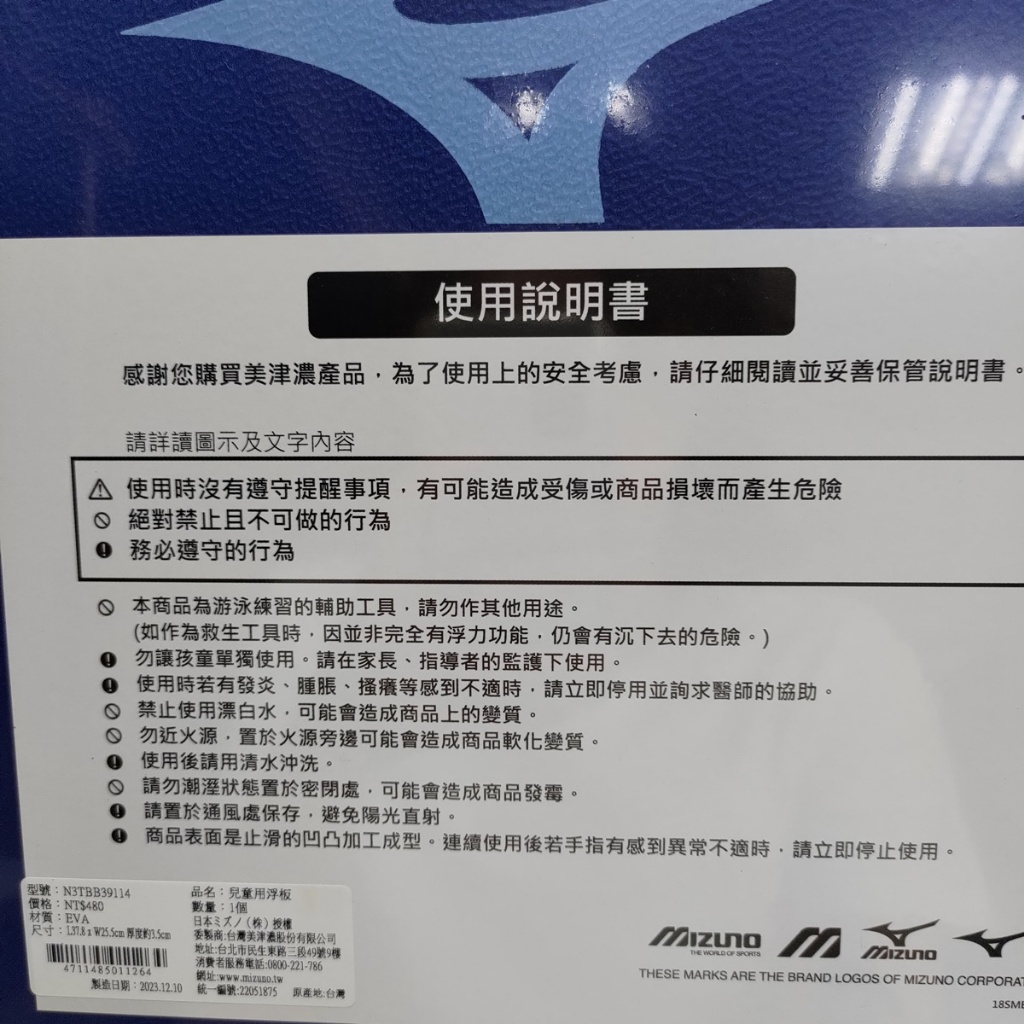 使用說明書
感謝您購買美津濃產品，為了使用上的安全考慮，請仔細閱讀並妥善保管說明書。
請詳讀圖示及文字內容
使用時沒有遵守提醒事項，有可能造成受傷或商品損壞而產生危險
絕對禁止且不可做的行為
務必遵守的行為
本商品為游泳練習的輔助工具，請勿作其他用途。
(如作為救生工具時，因並非完全有浮力功能，仍會有沉下去的危險。)
勿讓孩童單獨使用。請在家長、指導者的監護下使用。
使用時若有發炎、腫脹、搔癢等感到不適時，請立即停用並詢求醫師的協助。
禁止使用漂白水，可能會造成商品上的變質。
勿近火源，置於火源旁邊可能會造成商品軟化變質。
使用後請用清水沖洗。
請勿潮溼狀態置於密閉處，可能會造成商品發霉。
請置於通風處保存，避免陽光直射。
商品表面是止滑的凹凸加工成型。連續使用後若手指有感到異常不適時，請立即停止使用。
型號：N3TBB39114
價格：NT$480
材質：EVA
尺寸：L37.8 x W25.5cm 厚度約3.5cm
4711485011264
製造日期：2023.12.10
品名：兒童用浮板
數量：1個
日本ミズノ（株）授權
委製商:台灣美津濃股份有限公司
地址:台北市民生東路三段49號9樓
消費者服務電話:0800-221-786
網址:www.mizuno.tw
統一編號:22051875 原產地:台灣
MIZUNO
THE WORLD OF SPORTS
MIZUNO
THESE MARKS ARE THE BRAND LOGOS OF MIZUNO CORPORAT
18SME